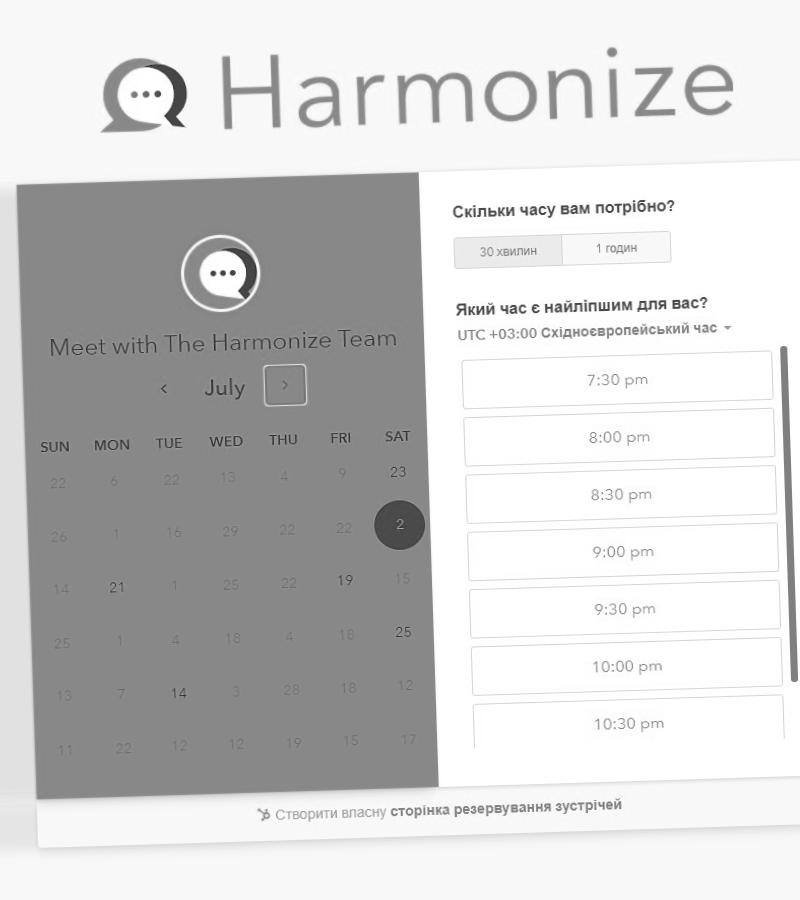 Harmonize
Meet with The Harmonize Team
July
SUN MON TUE WED THU FRI SAT
22 6 22 13 4 9 23
26 1 16 29 22 22 2
14 21 1 25 22 19 15
25 1 4 18 4 18 25
13 7 14 3 28 18 12
11 22 12 12 19 15 17
Скільки часу вам потрібно?
30 хвилин 1 годин
Який час є найліпшим для вас?
UTC +03:00 Східноєвропейський час
7:30 pm
8:00 pm
8:30 pm
9:00 pm
9:30 pm
10:00 pm
10:30 pm
Створити власну сторінка резервування зустрічей